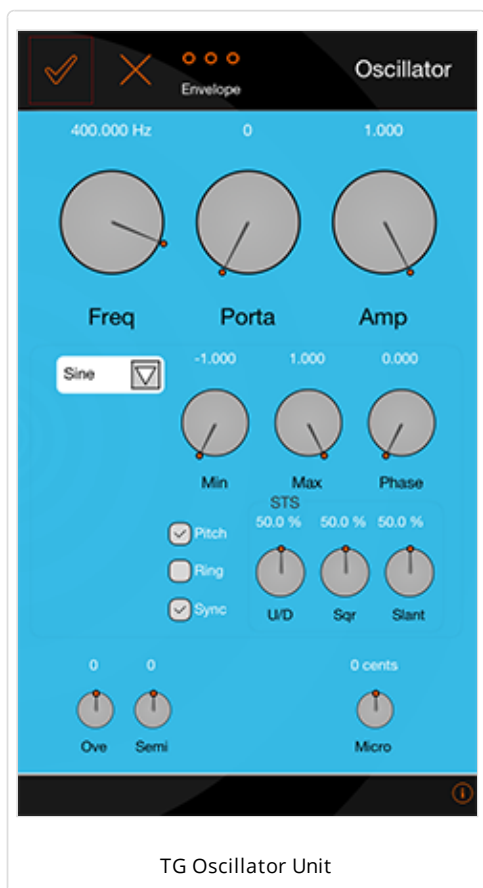 Oscillator
Envelope
400.000 Hz 0 1.000
Freq Porta Amp
Sine
-1.000 1.000 0.000
Min Max Phase
STS
50.0 % 50.0 % 50.0 %
Pitch
Ring
Sync
U/D Sqr Slant
0 0 0 cents
Ove Semi Micro
TG Oscillator Unit